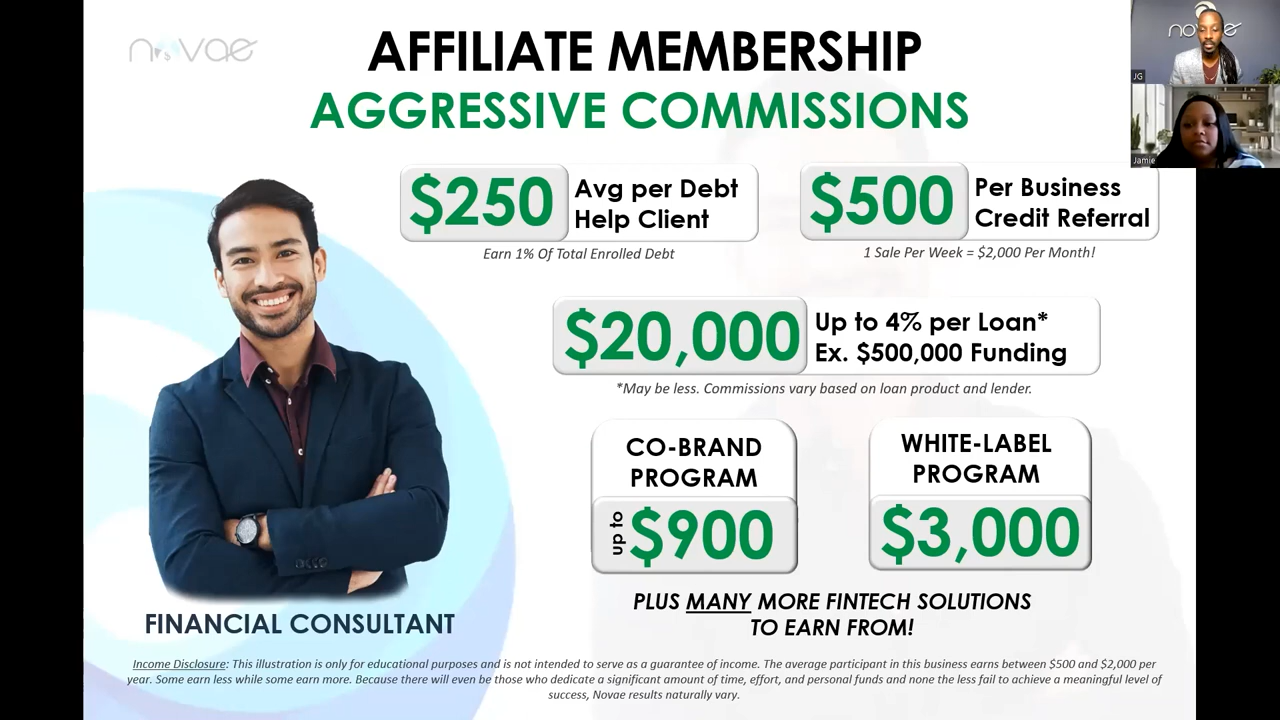 novae
AFFILIATE MEMBERSHIP
AGGRESSIVE COMMISSIONS
novae
JG
Jamie
$250
Avg per Debt
Help Client
Earn 1% Of Total Enrolled Debt
$500
Per Business
Credit Referral
1 Sale Per Week = $2,000 Per Month!
$20,000
Up to 4% per Loan*
Ex. $500,000 Funding
*May be less. Commissions vary based on loan product and lender.
CO-BRAND
PROGRAM
up to
$900
WHITE-LABEL
PROGRAM
$3,000
PLUS MANY MORE FINTECH SOLUTIONS
TO EARN FROM!
FINANCIAL CONSULTANT
Income Disclosure: This illustration is only for educational purposes and is not intended to serve as a guarantee of income. The average participant in this business earns between $500 and $2,000 per
year. Some earn less while some earn more. Because there will even be those who dedicate a significant amount of time, effort, and personal funds and none the less fail to achieve a meaningful level of
success, Novae results naturally vary.